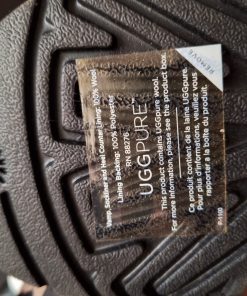 REMOVE
Vamp, Sockliner and Heel Counter Lining: 100% Wool
Lining Backing: 100% Polyester
RN 88276
UGGPURE™
This product contains UGGpure wool.
For more information, please see the product box.
Ce produit contient de la laine UGGpure.
Pour plus d'informations, veuillez vous
rapporter à la boîte du produit.